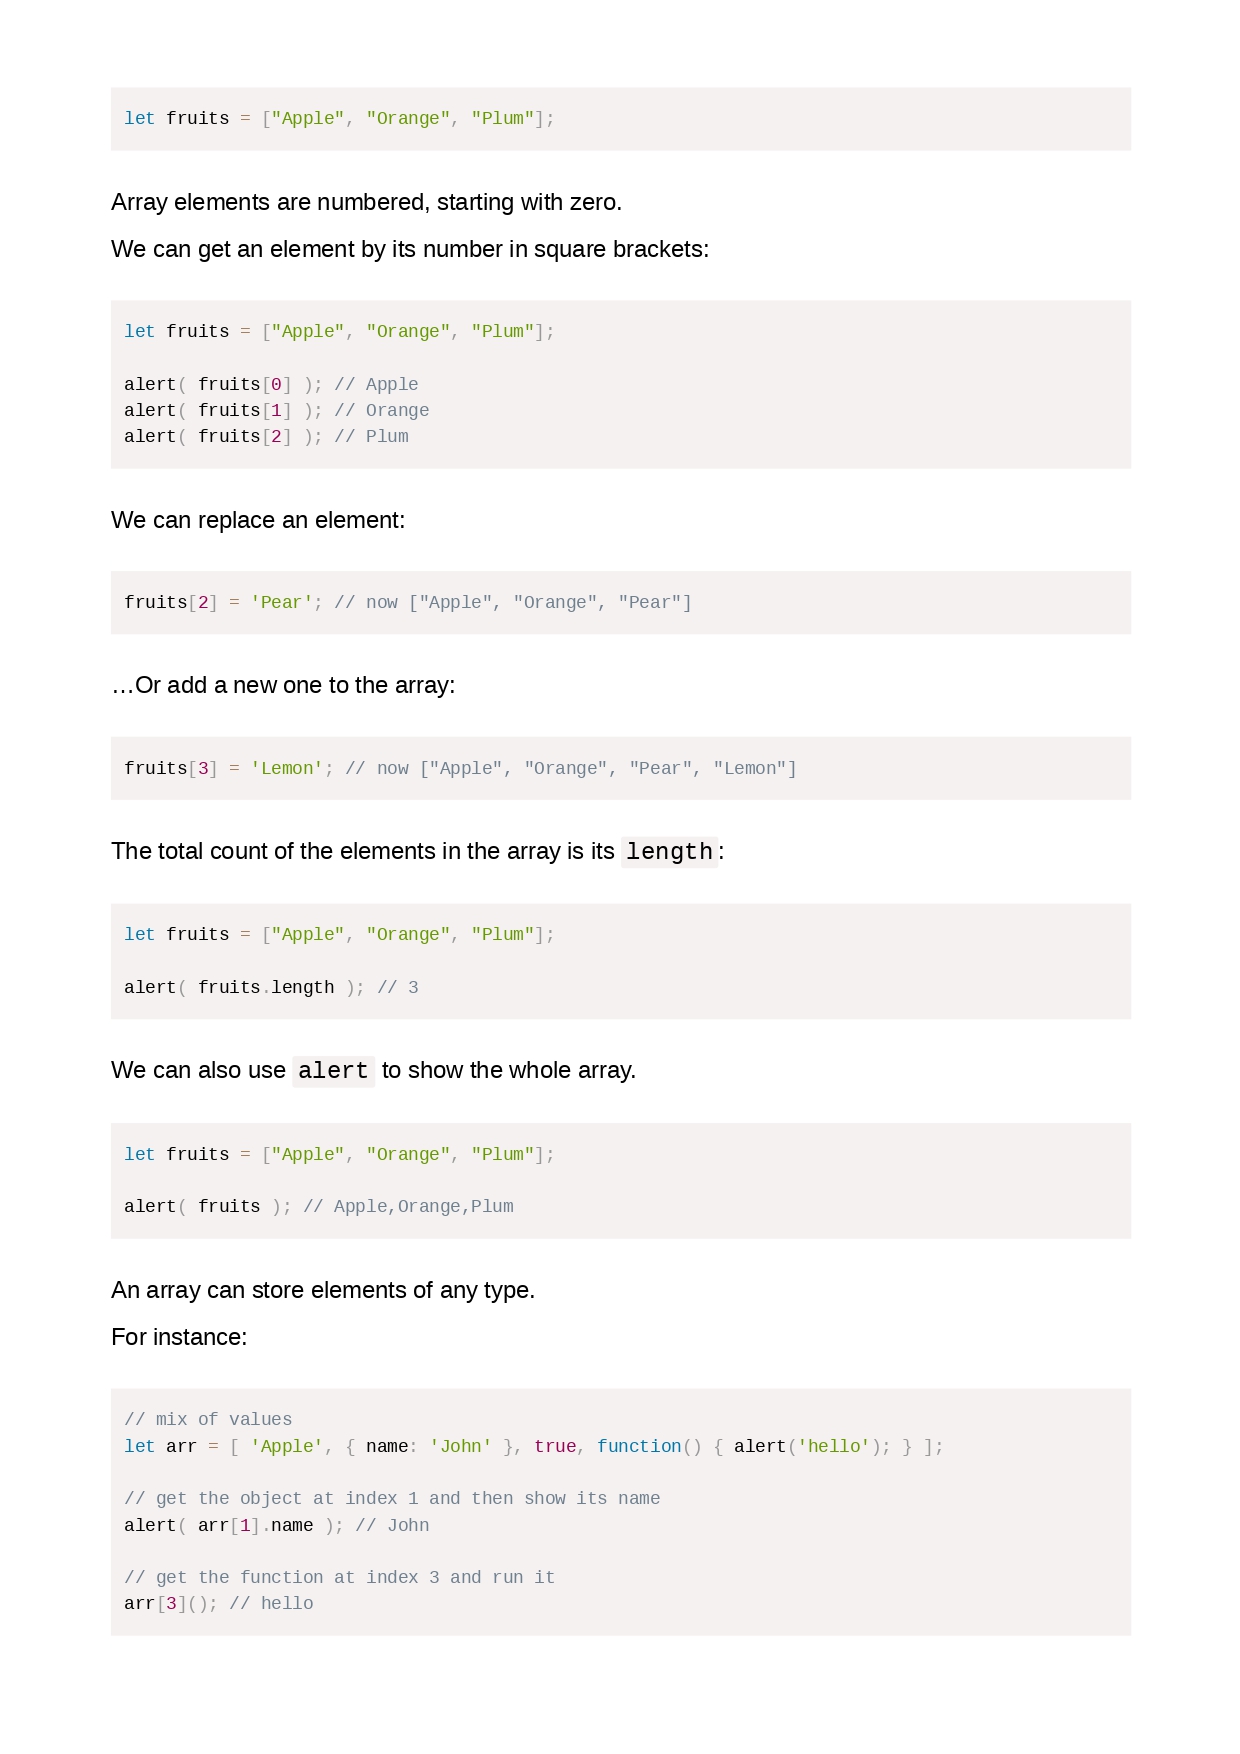 let fruits = ["Apple", "Orange", "Plum"];
Array elements are numbered, starting with zero.
We can get an element by its number in square brackets:
let fruits = ["Apple", "Orange", "Plum"];
alert( fruits[0] ); // Apple
alert( fruits[1] ); // Orange
alert( fruits[2] ); // Plum
We can replace an element:
fruits[2] = 'Pear'; // now ["Apple", "Orange", "Pear"]
…Or add a new one to the array:
fruits[3] = 'Lemon'; // now ["Apple", "Orange", "Pear", "Lemon"]
The total count of the elements in the array is its length:
let fruits = ["Apple", "Orange", "Plum"];
alert( fruits.length ); // 3
We can also use alert to show the whole array.
let fruits = ["Apple", "Orange", "Plum"];
alert( fruits ); // Apple,Orange,Plum
An array can store elements of any type.
For instance:
// mix of values
let arr = [ 'Apple', { name: 'John' }, true, function() { alert('hello'); } ];
// get the object at index 1 and then show its name
alert( arr[1].name ); // John
// get the function at index 3 and run it
arr[3](); // hello